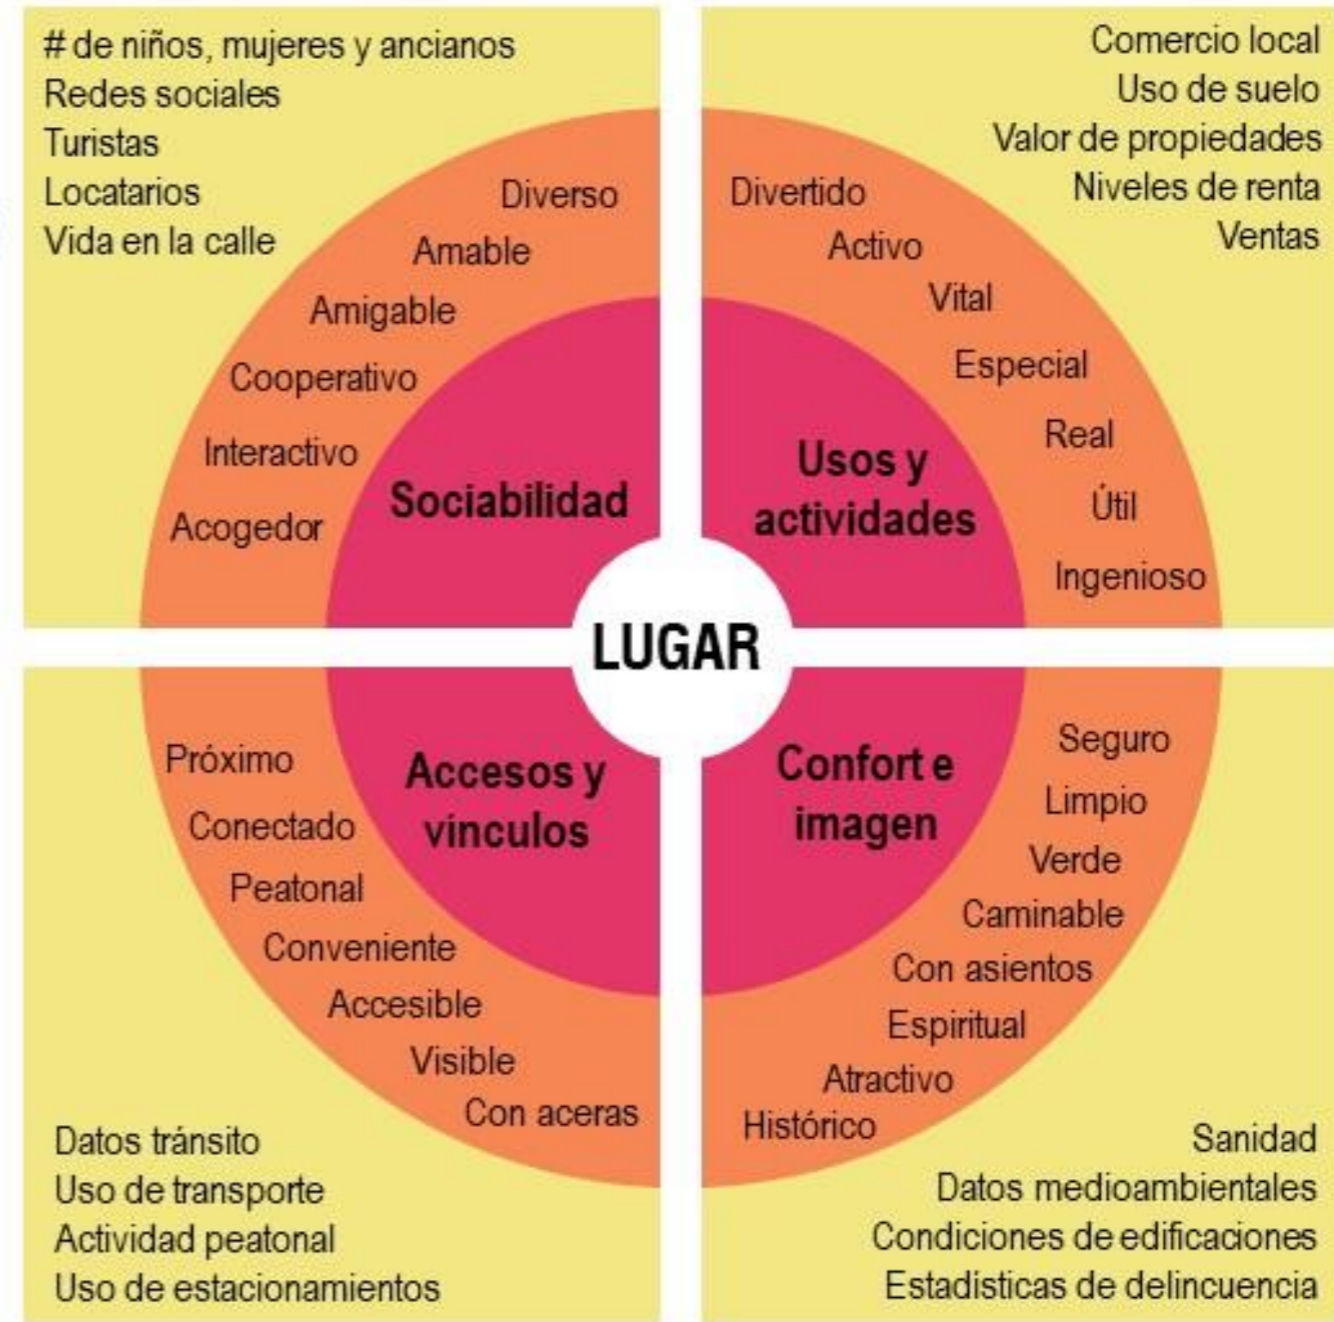 # de niños, mujeres y ancianos
Redes sociales
Turistas
Locatarios
Vida en la calle
Diverso
Amable
Amigable
Cooperativo
Interactivo
Acogedor
Sociabilidad
Comercio local
Uso de suelo
Valor de propiedades
Niveles de renta
Ventas
Divertido
Activo
Vital
Especial
Real
Útil
Ingenioso
Usos y
actividades
LUGAR
Accesos y
vínculos
Próximo
Conectado
Peatonal
Conveniente
Accesible
Visible
Con aceras
Datos tránsito
Uso de transporte
Actividad peatonal
Uso de estacionamientos
Confort e
imagen
Seguro
Limpio
Verde
Caminable
Con asientos
Espiritual
Atractivo
Histórico
Sanidad
Datos medioambientales
Condiciones de edificaciones
Estadísticas de delincuencia